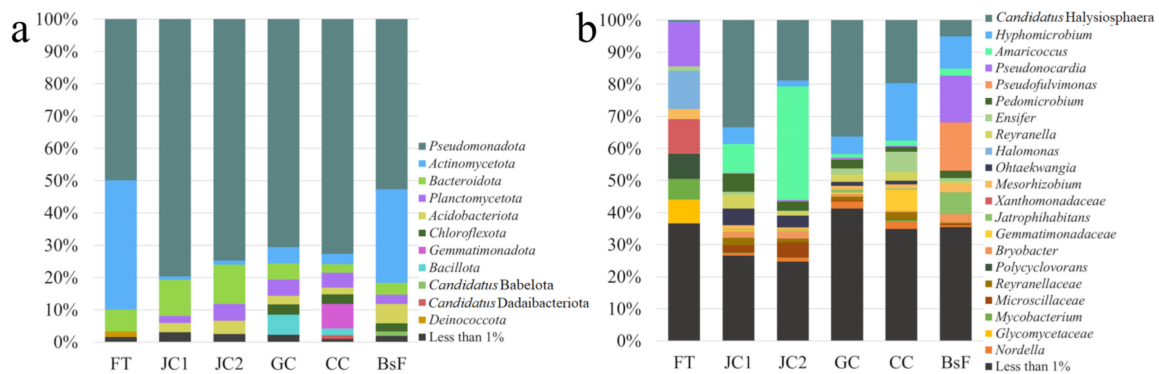 a
100%
90%
80%
70%
60%
50%
40%
30%
20%
10%
0%
FT JC1 JC2 GC CC BsF
Pseudomonadota
Actinomycetota
Bacteroidota
Planctomycetota
Acidobacteriota
Chloroflexota
Gemmatimonadota
Bacillota
Candidatus Babelota
Candidatus Dadaibacteriota
Deinococcota
Less than 1%
b
100%
90%
80%
70%
60%
50%
40%
30%
20%
10%
0%
FT JC1 JC2 GC CC BsF
Candidatus Halysiosphaera
Hyphomicrobium
Amaricoccus
Pseudonocardia
Pseudofulvimonas
Pedomicrobium
Ensifer
Reyranella
Halomonas
Ohtaekwangia
Mesorhizobium
Xanthomonadaceae
Jatrophihabitans
Gemmatimonadaceae
Bryobacter
Polycyclovorans
Reyranellaceae
Microscillaceae
Mycobacterium
Glycomycetaceae
Nordella
Less than 1%